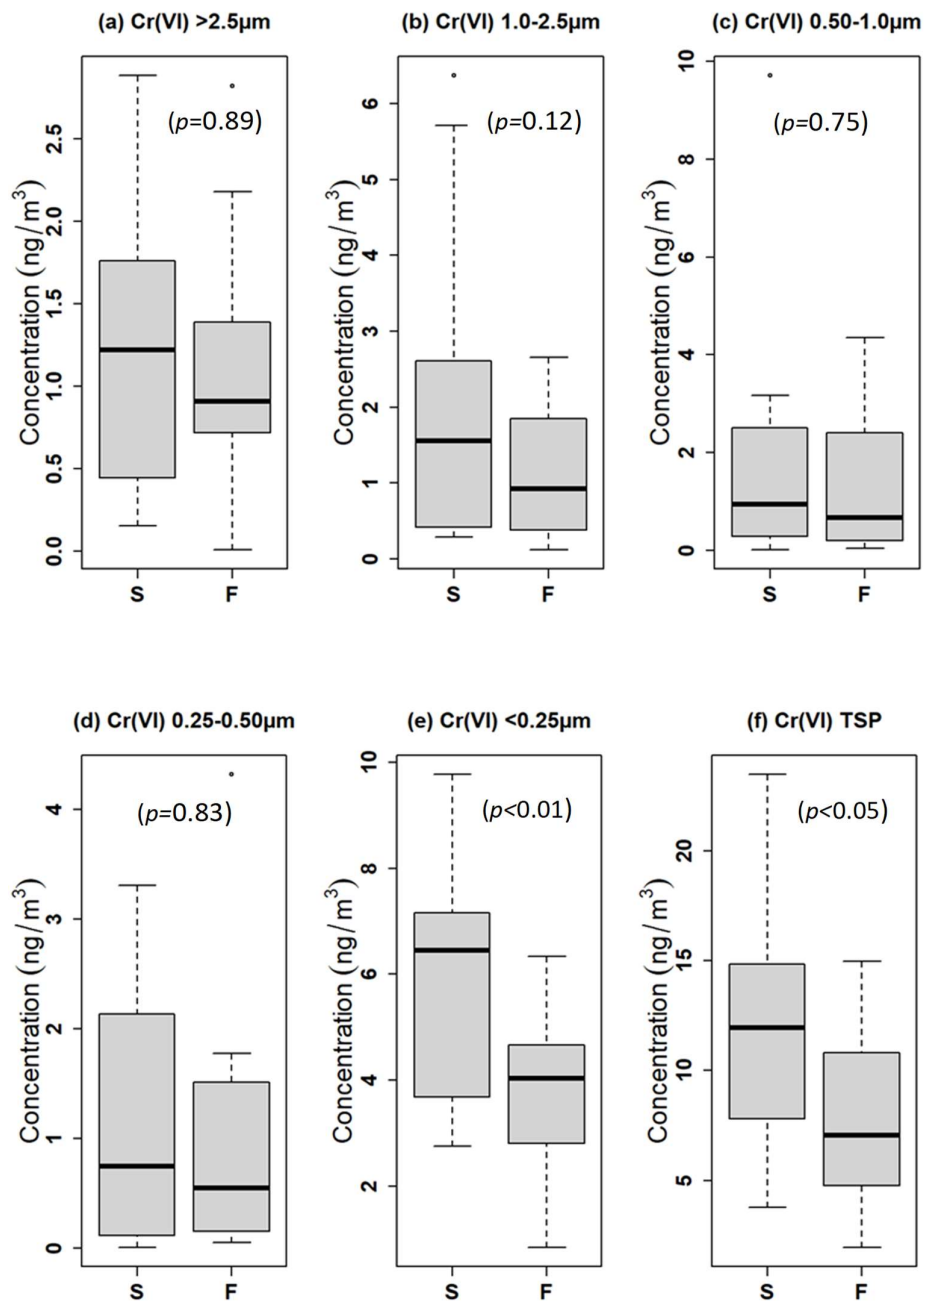 (a) Cr(VI) >2.5µm
(b) Cr(VI) 1.0-2.5µm
(c) Cr(VI) 0.50-1.0µm
(p=0.89)
Concentration (ng/m³)
0.0
0.5
1.0
1.5
2.0
2.5
S
F
(p=0.12)
Concentration (ng/m³)
0
1
2
3
4
5
6
S
F
(p=0.75)
Concentration (ng/m³)
0
2
4
6
8
10
S
F
(d) Cr(VI) 0.25-0.50µm
(e) Cr(VI) <0.25µm
(f) Cr(VI) TSP
(p=0.83)
Concentration (ng/m³)
0
1
2
3
4
S
F
(p<0.01)
Concentration (ng/m³)
2
4
6
8
10
S
F
(p<0.05)
Concentration (ng/m³)
5
10
15
20
S
F